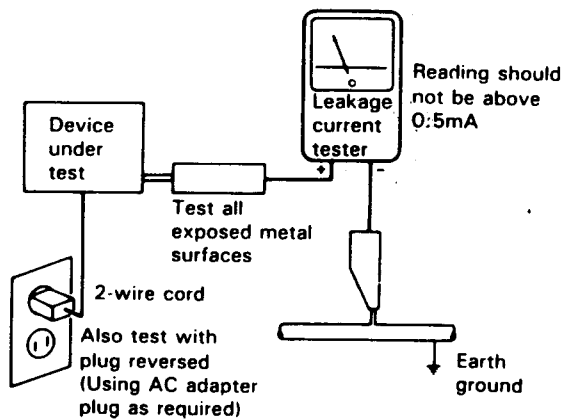 Device
under
test
Leakage
current
tester
+
-
Reading should
not be above
0:5mA
Test all
exposed metal
surfaces
2-wire cord
Also test with
plug reversed
(Using AC adapter
plug as required)
Earth
ground